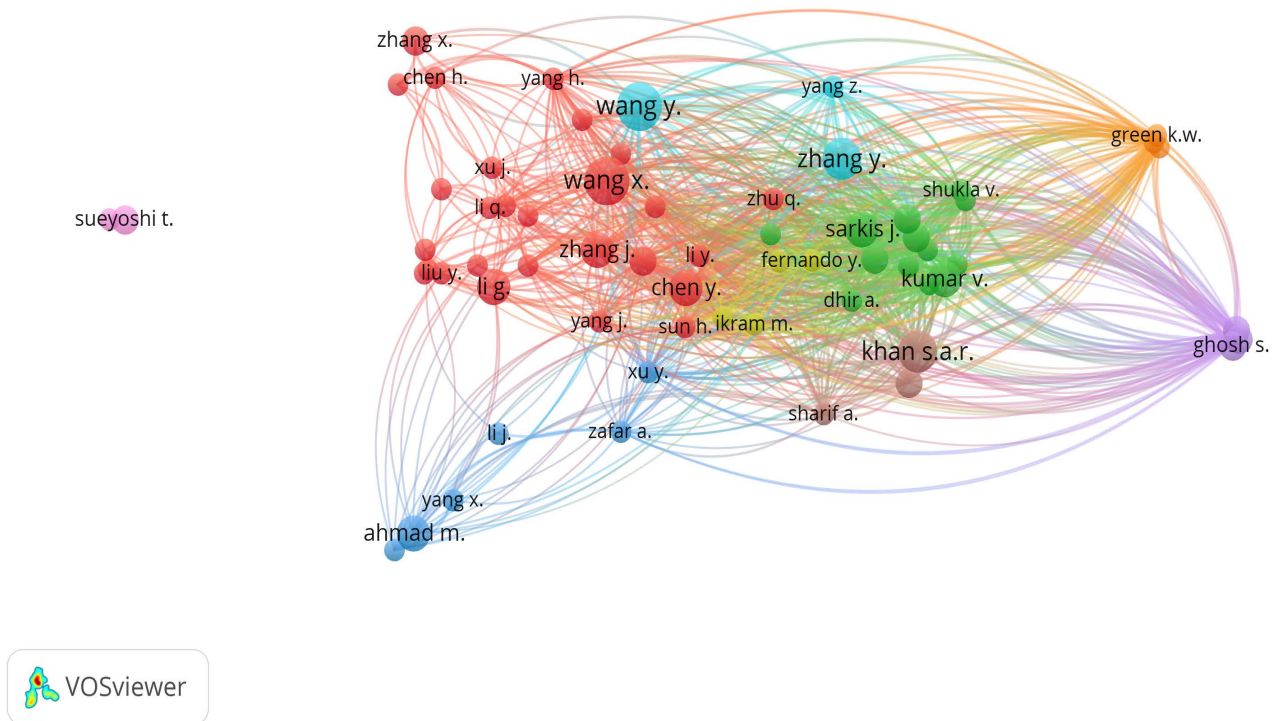 zhang x.
chen h.
yang h.
wang y.
yang z.
green k.w.
zhang y.
xu j.
wang x.
shukla v.
zhu q.
li q.
sueyoshi t.
sarkis j.
zhang j.
li y.
fernando y.
liu y.
li g.
chen y.
kumar v.
dhir a.
yang j.
sun h.
ikram m.
ghosh s.
khan s.a.r.
xu y.
sharif a.
li j.
zafar a.
yang x.
ahmad m.
VOSviewer